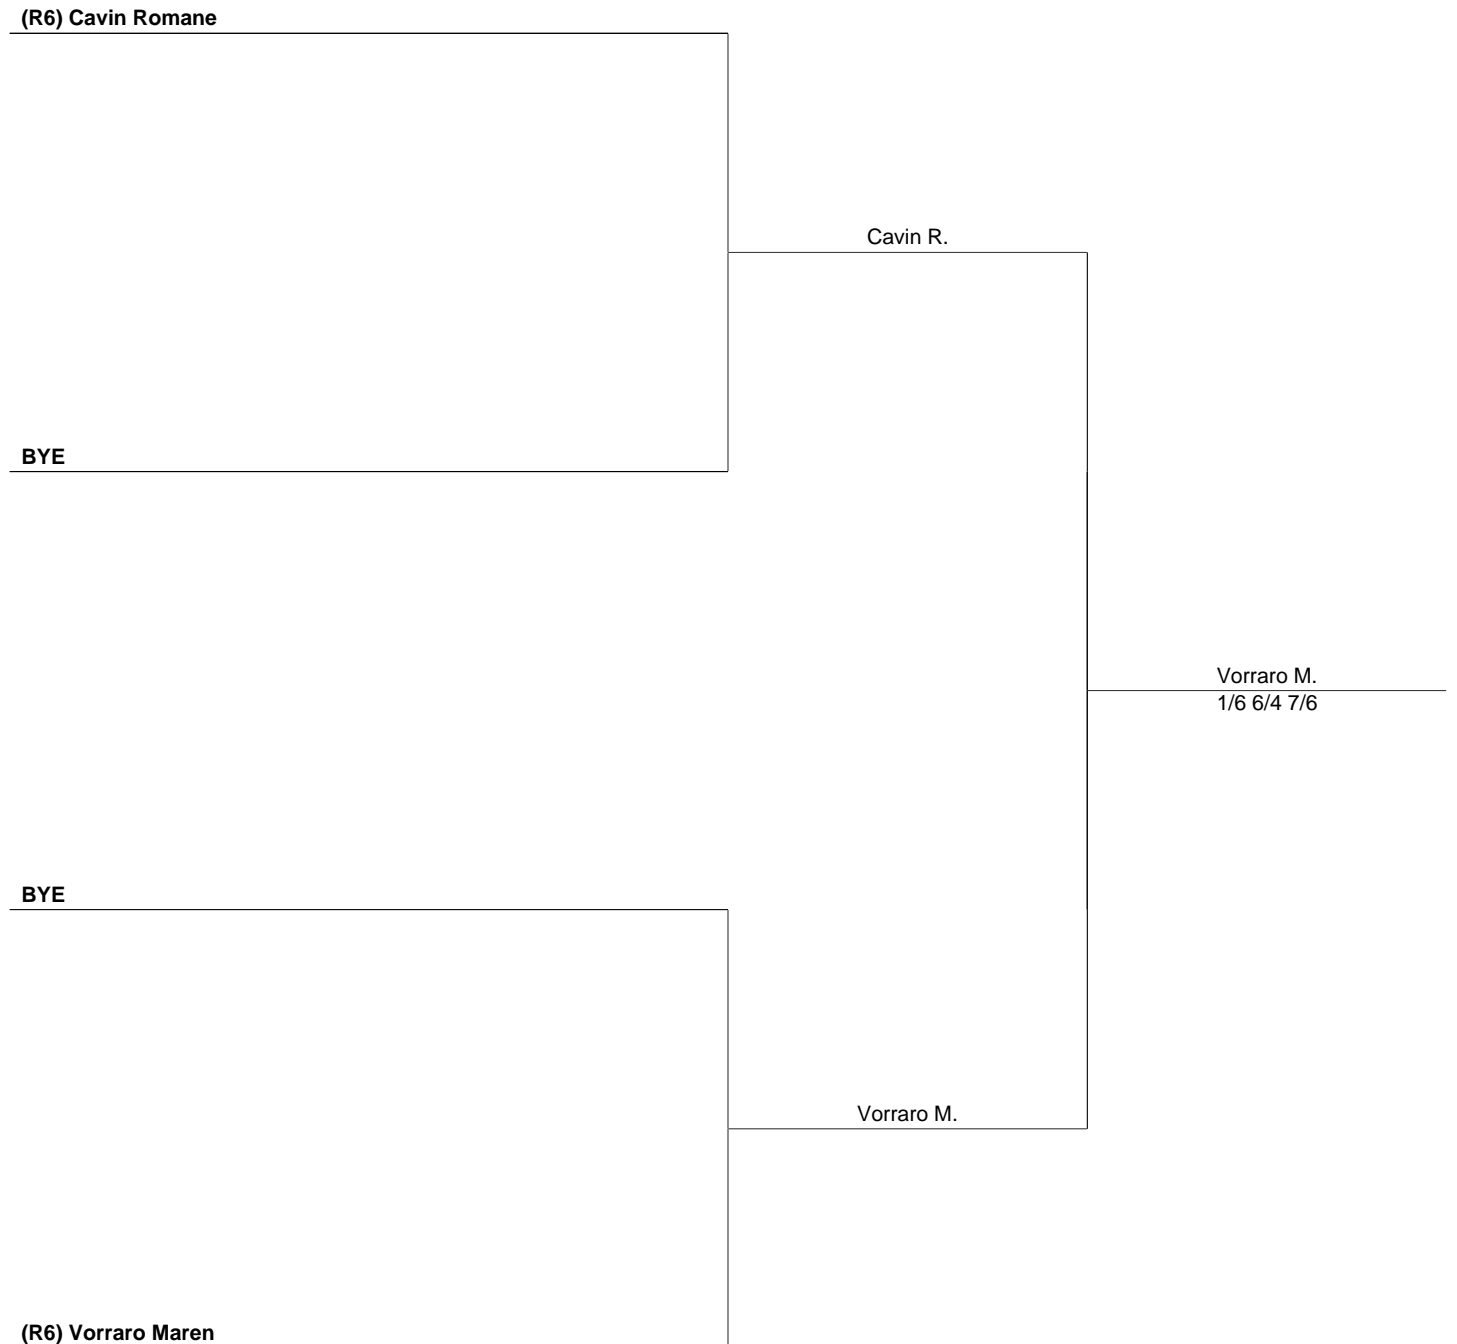 (R6) Cavin Romane
Cavin R.
BYE
Vorraro M.
1/6 6/4 7/6
BYE
Vorraro M.
(R6) Vorraro Maren